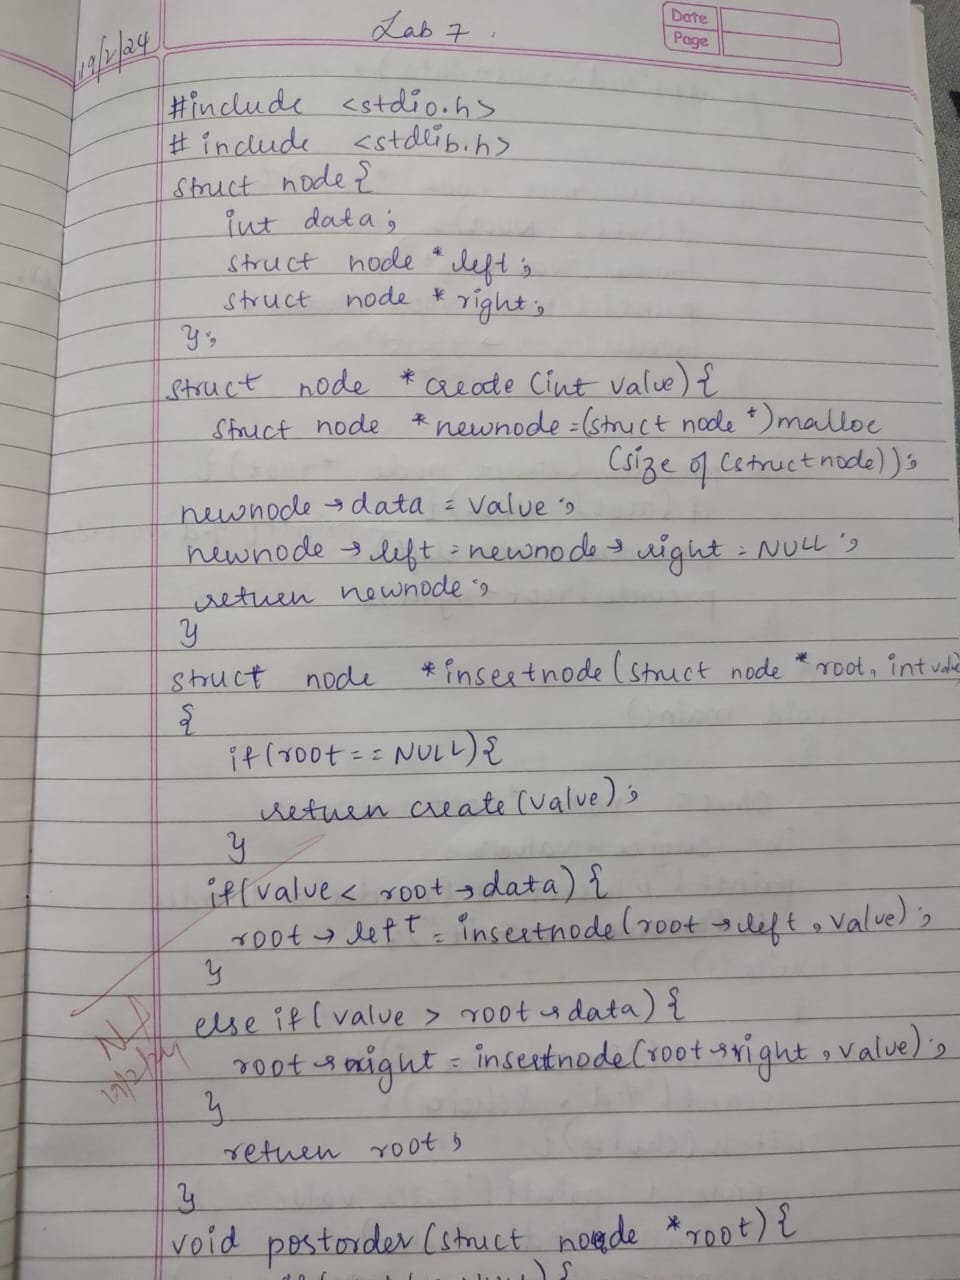 19/2/24
Lab 7.
Date
Page
#include <stdio.h>
# include <stdlib.h>
struct node {
int data;
struct node *left;
struct node * right;
};
struct node *create (int value) {
struct node *newnode = (struct node *) malloc
(size of (struct node));
newnode → data = value;
newnode → left = newnode → right = NULL;
return newnode;
}
struct node *insertnode (struct node *root, int value
{
if (root == NULL) {
return create (value);
}
if (value < root → data) {
root → left = insertnode (root → left, value);
}
else if (value > root → data) {
root → right = insertnode (root → right, value);
}
return root;
}
void postorder (struct node *root) {